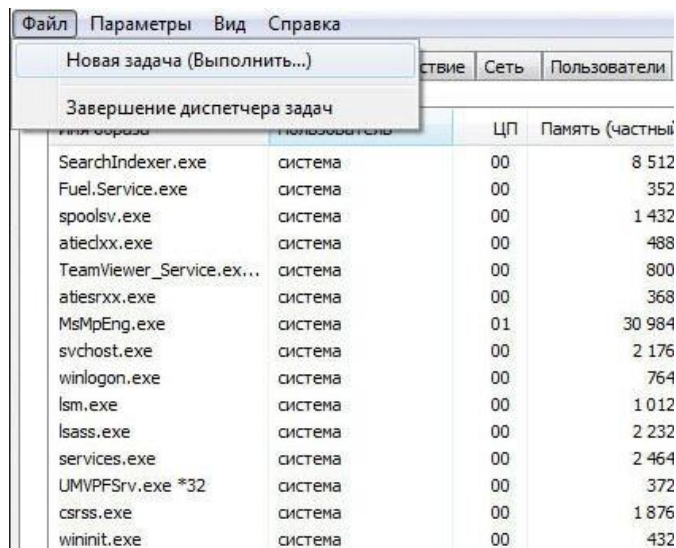 Файл Параметры Вид Справка
Новая задача (Выполнить...)
Сеть Пользователи
Завершение диспетчера задач
ЦП Память (частный
SearchIndexer.exe система 00 8 512
Fuel.Service.exe система 00 352
spoolsv.exe система 00 1 432
atieclxx.exe система 00 488
TeamViewer_Service.ex... система 00 800
atiesrxx.exe система 00 368
MsMpEng.exe система 01 30 984
svchost.exe система 00 2 176
winlogon.exe система 00 764
lsm.exe система 00 1 012
lsass.exe система 00 2 232
services.exe система 00 2 464
UMVPFSrv.exe *32 система 00 372
csrss.exe система 00 1 876
wininit.exe система 00 432